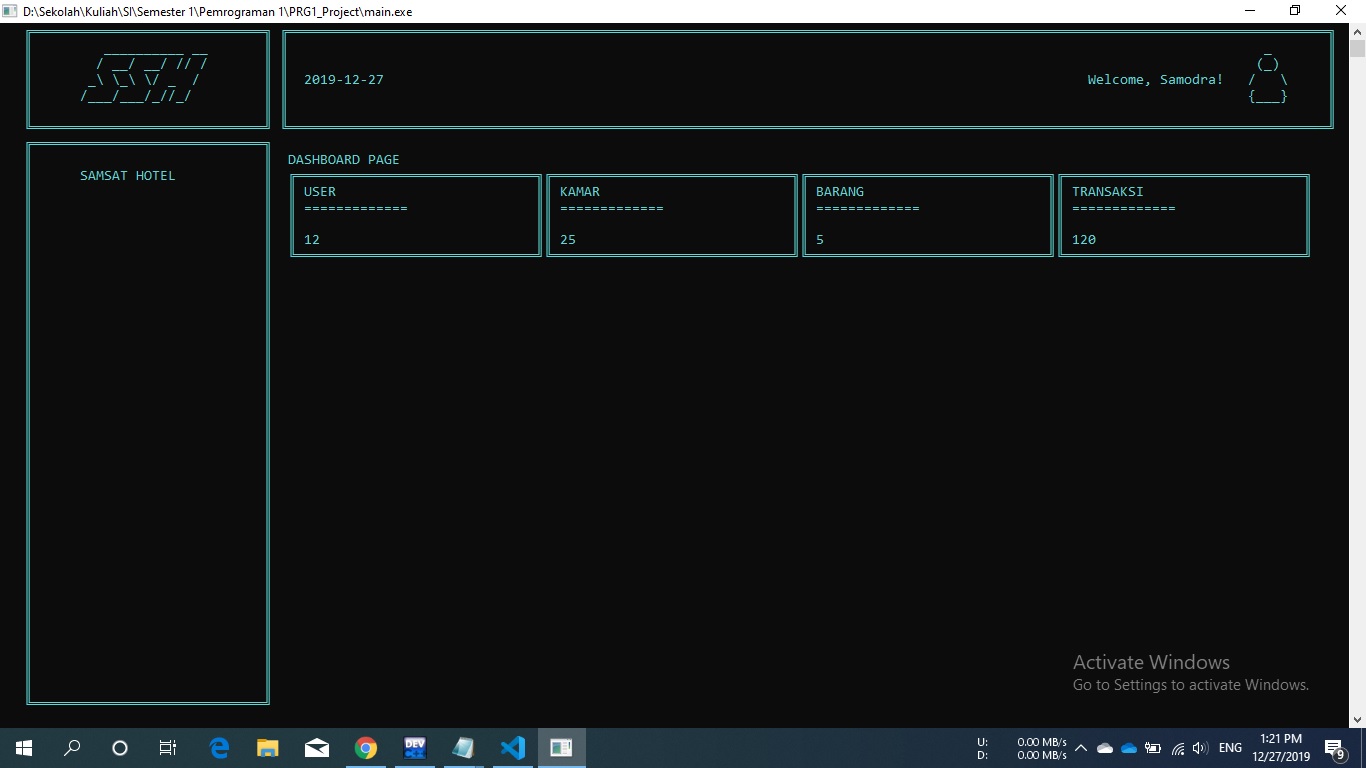 D:\Sekolah\Kuliah\SI\Semester 1\Pemrograman 1\PRG1_Project\main.exe
SSH
2019-12-27
Welcome, Samodra!
SAMSAT HOTEL
DASHBOARD PAGE
USER
=============
12
KAMAR
=============
25
BARANG
=============
5
TRANSAKSI
=============
120
Activate Windows
Go to Settings to activate Windows.
DEV
U: 0.00 MB/s
D: 0.00 MB/s
ENG
1:21 PM
12/27/2019
9